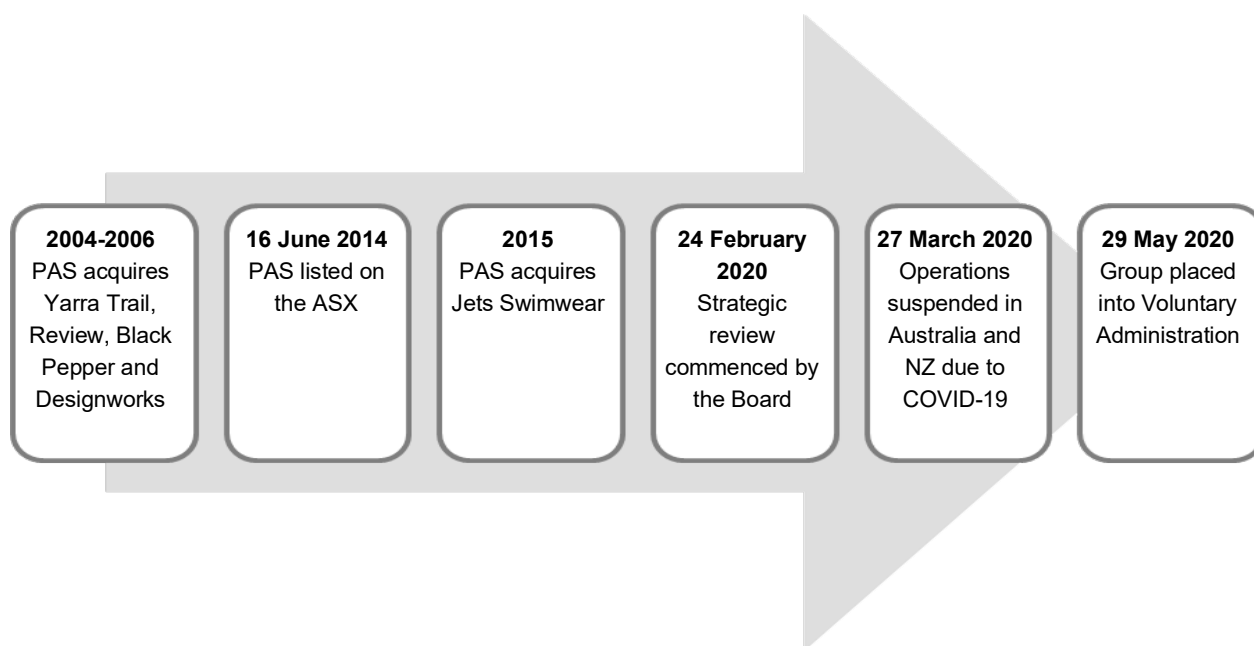 2004-2006
PAS acquires
Yarra Trail,
Review, Black
Pepper and
Designworks
16 June 2014
PAS listed on
the ASX
2015
PAS acquires
Jets Swimwear
24 February
2020
Strategic
review
commenced by
the Board
27 March 2020
Operations
suspended in
Australia and
NZ due to
COVID-19
29 May 2020
Group placed
into Voluntary
Administration